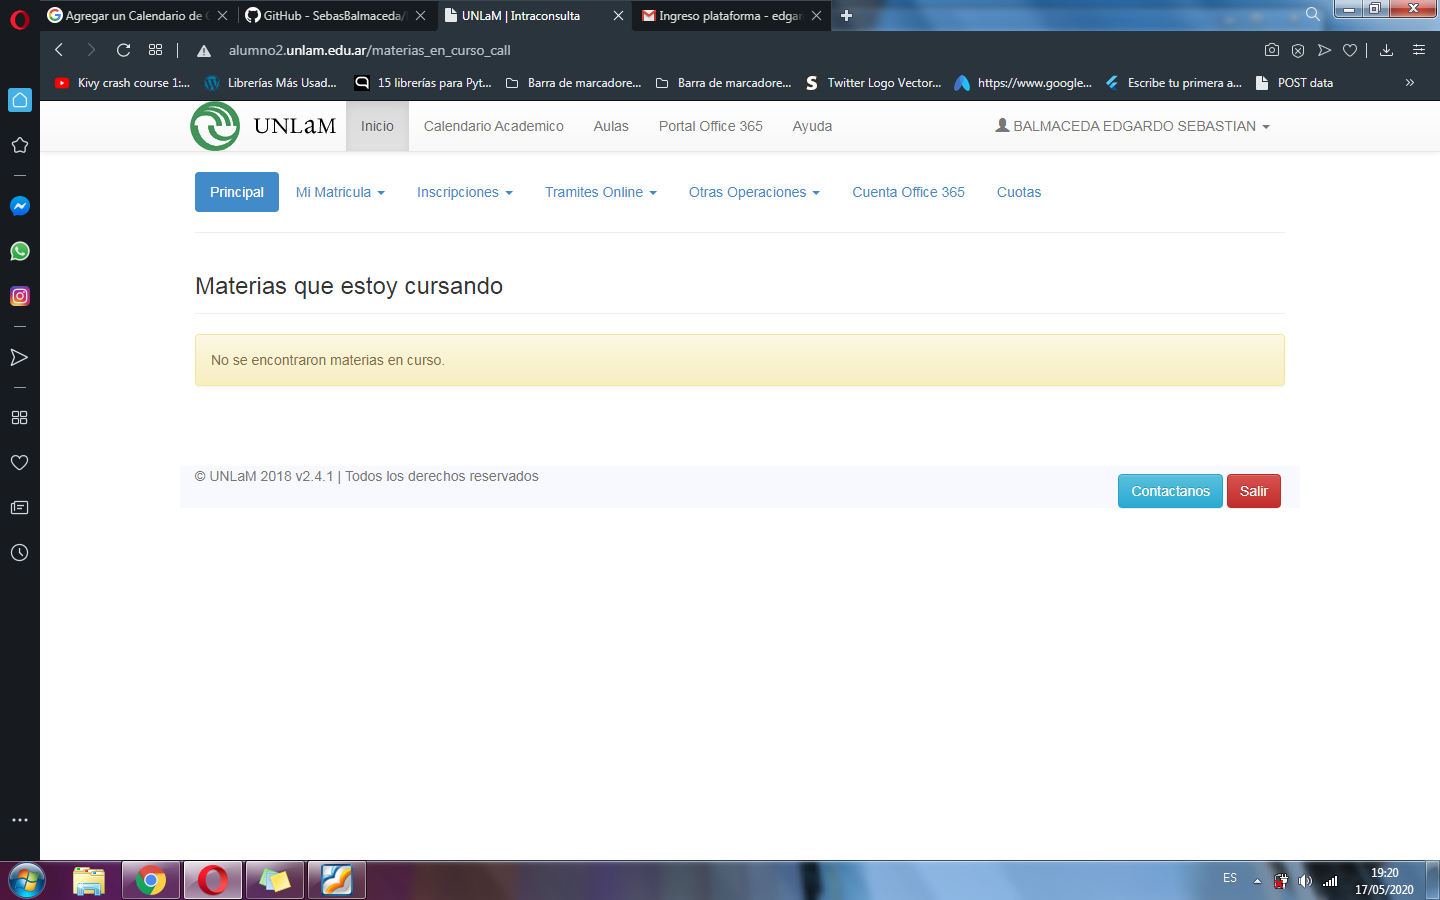 Agregar un Calendario de G
GitHub - SebasBalmaceda/
UNLaM | Intraconsulta
Ingreso plataforma - edgar
alumno2.unlam.edu.ar/materias_en_curso_call
Kivy crash course 1:...
Librerías Más Usad...
15 librerías para Pyt...
Barra de marcadore...
Barra de marcadore...
Twitter Logo Vector...
https://www.google...
Escribe tu primera a...
POST data
UNLaM
Inicio
Calendario Academico
Aulas
Portal Office 365
Ayuda
BALMACEDA EDGARDO SEBASTIAN
Principal
Mi Matricula
Inscripciones
Tramites Online
Otras Operaciones
Cuenta Office 365
Cuotas
Materias que estoy cursando
No se encontraron materias en curso.
© UNLaM 2018 v2.4.1 | Todos los derechos reservados
Contactanos
Salir
ES
19:20
17/05/2020